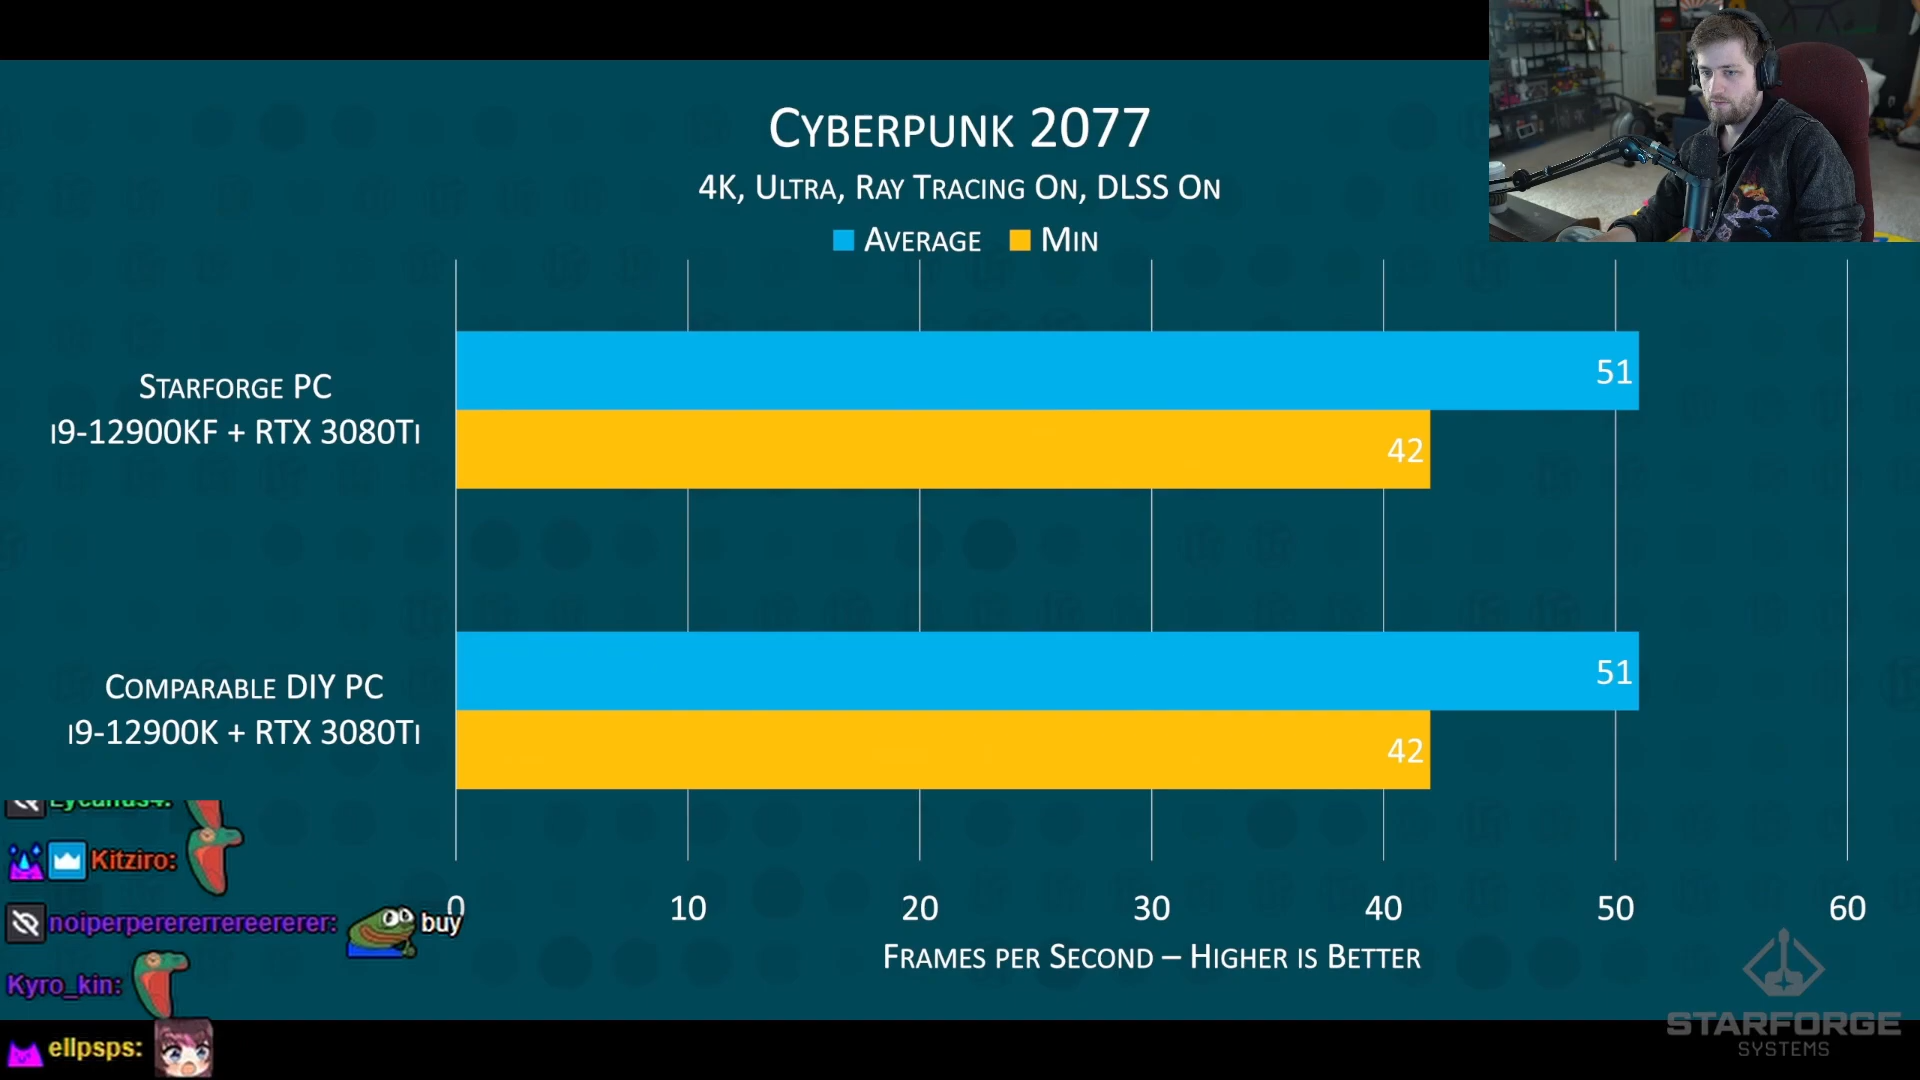 Cyberpunk 2077
4K, Ultra, Ray Tracing On, DLSS On
Average Min
Starforge PC
i9-12900KF + RTX 3080Ti
51
42
Comparable DIY PC
i9-12900K + RTX 3080Ti
51
42
0 10 20 30 40 50 60
Frames per Second – Higher is Better
Kitziro:
noiperperererrereererer: buy
Kyro_kin:
ellpsps:
STARFORGE
SYSTEMS